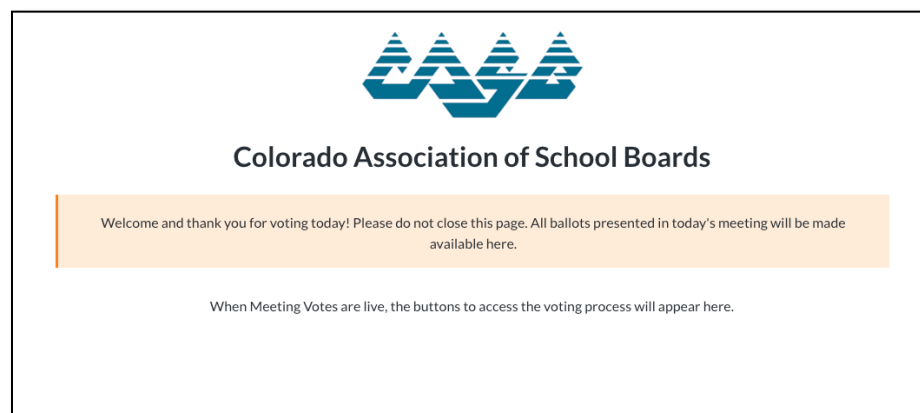 CASB
Colorado Association of School Boards
Welcome and thank you for voting today! Please do not close this page. All ballots presented in today's meeting will be made
available here.
When Meeting Votes are live, the buttons to access the voting process will appear here.